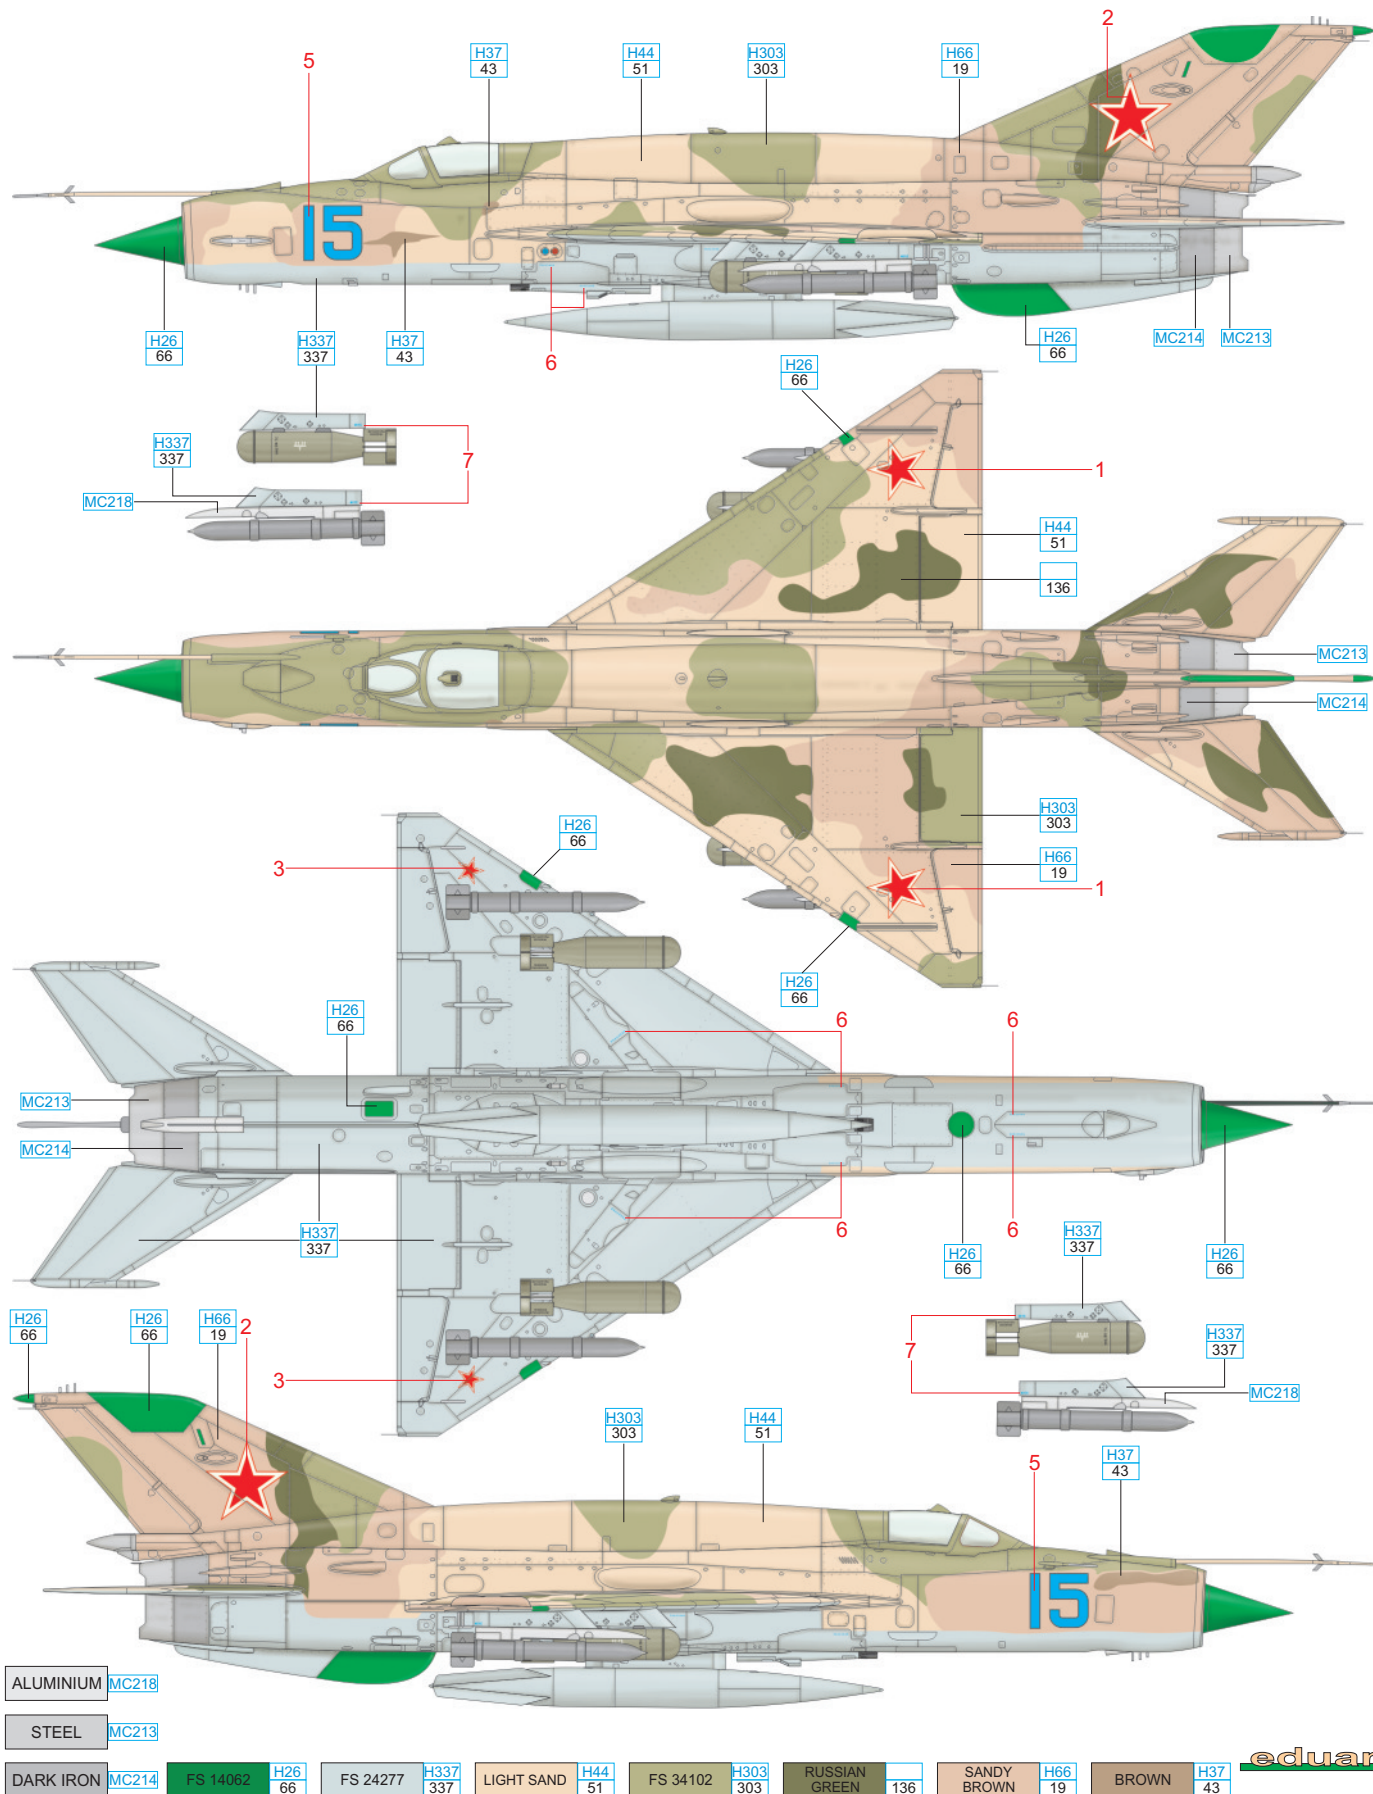 2
5
H37
43
H44
51
H303
303
H66
19
15
H26
66
H337
337
H37
43
6
H26
66
MC214
MC213
H26
66
7
H337
337
MC218
1
H44
51
136
MC213
MC214
H303
303
H66
19
1
H26
66
3
H26
66
H26
66
6
6
MC213
MC214
H26
66
6
6
H337
337
H26
66
H337
337
H26
66
7
H337
337
MC218
3
H26
66
H26
66
H66
19
2
H303
303
H44
51
5
H37
43
15
ALUMINIUM MC218
STEEL MC213
DARK IRON MC214
FS 14062 H26 66
FS 24277 H337 337
LIGHT SAND H44 51
FS 34102 H303 303
RUSSIAN GREEN 136
SANDY BROWN H66 19
BROWN H37 43
eduar